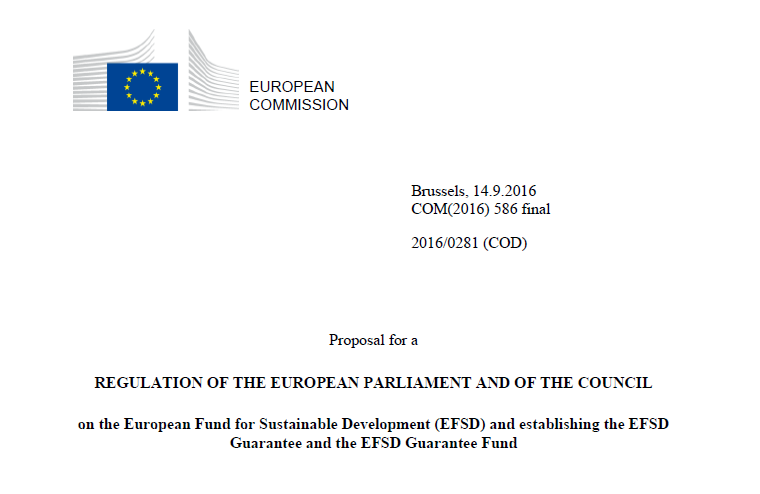 EUROPEAN
COMMISSION
Brussels, 14.9.2016
COM(2016) 586 final
2016/0281 (COD)
Proposal for a
REGULATION OF THE EUROPEAN PARLIAMENT AND OF THE COUNCIL
on the European Fund for Sustainable Development (EFSD) and establishing the EFSD
Guarantee and the EFSD Guarantee Fund